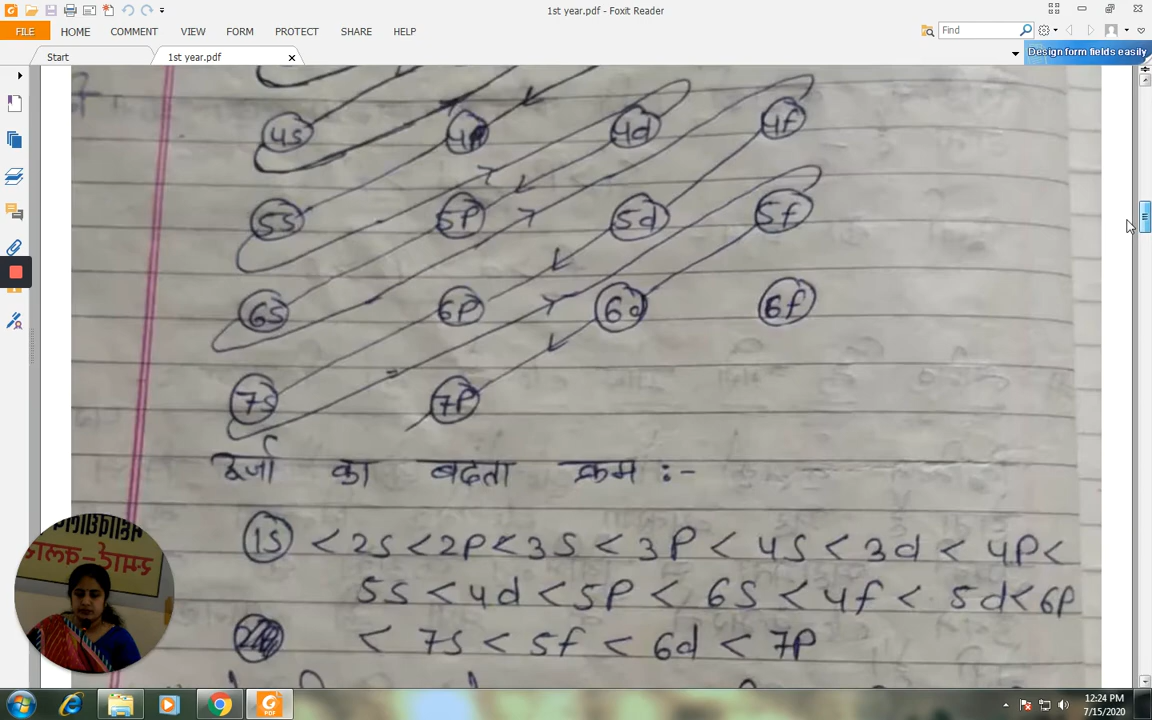 1st year.pdf - Foxit Reader
FILE HOME COMMENT VIEW FORM PROTECT SHARE HELP
Find
Start 1st year.pdf
Design form fields easily
4s 4p 4d 4f
5s 5p 5d 5f
6s 6p 6d 6f
7s 7p
ऊर्जा का बढता क्रम :-
1s < 2s < 2p < 3s < 3p < 4s < 3d < 4p <
5s < 4d < 5p < 6s < 4f < 5d < 6p
< 7s < 5f < 6d < 7p
12:24 PM
7/15/2020